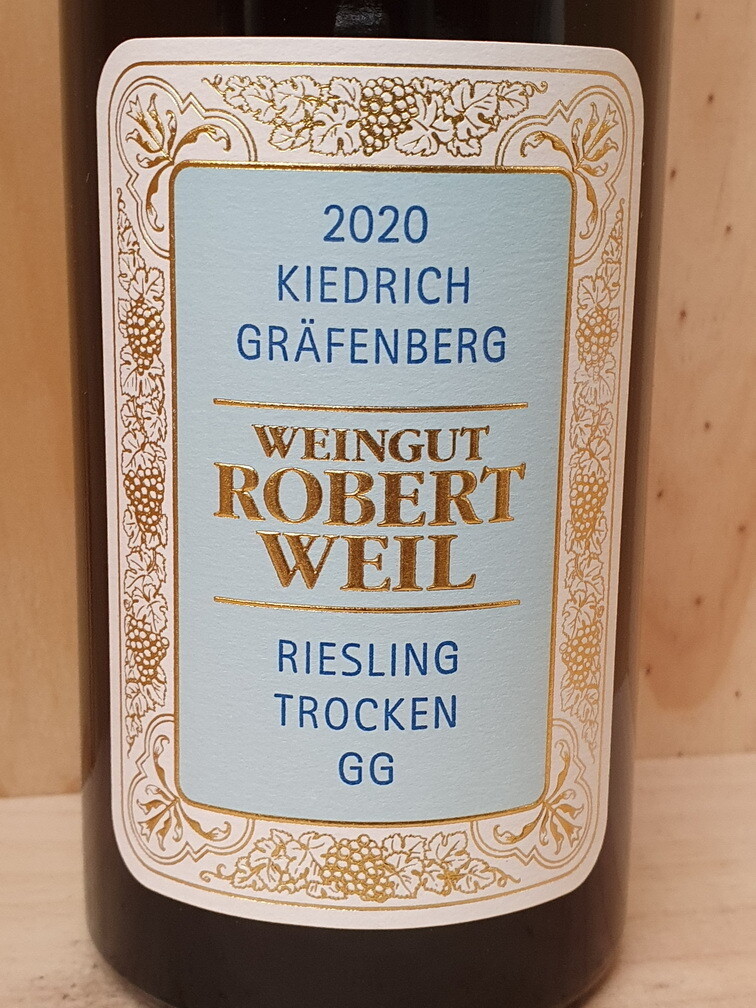 2020
KIEDRICH
GRÄFENBERG
WEINGUT
ROBERT
WEIL
RIESLING
TROCKEN
GG